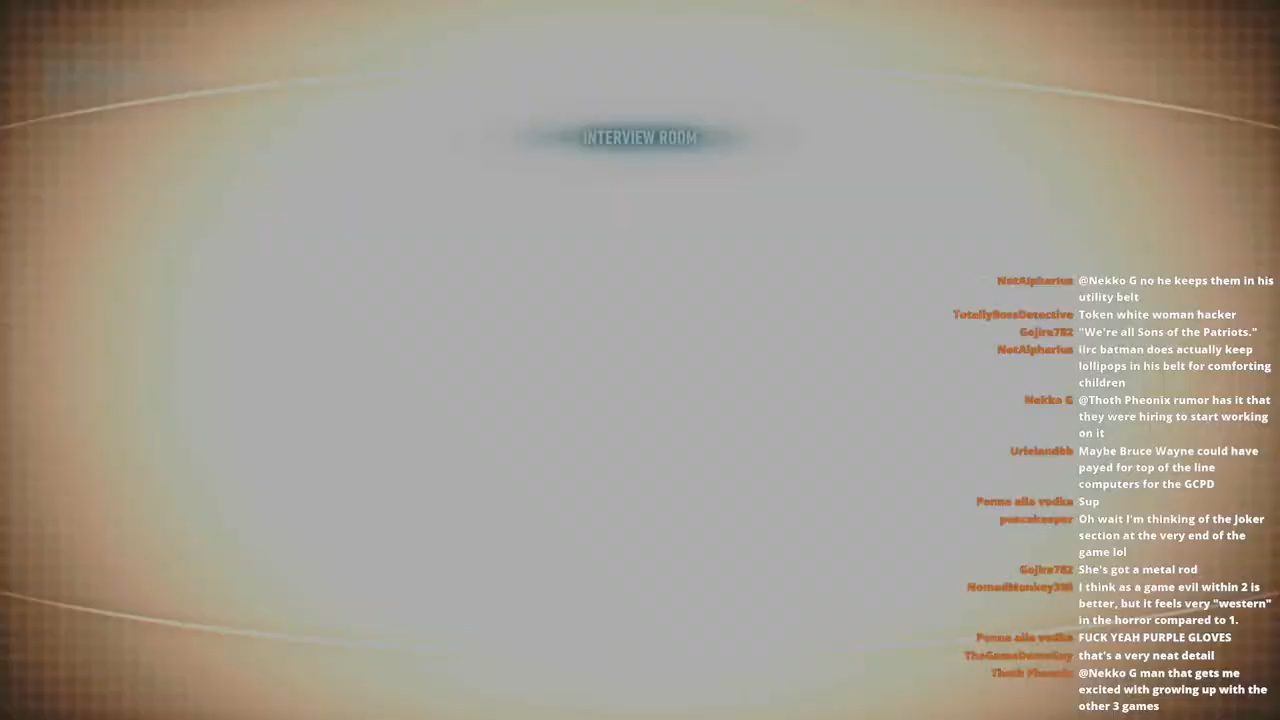 INTERVIEW ROOM
NotAlpharius @Nekko G no he keeps them in his
utility belt
TotallyBossDetective Token white woman hacker
Gojira782 "We're all Sons of the Patriots."
NotAlpharius iirc batman does actually keep
lollipops in his belt for comforting
children
Nekko G @Thoth Pheonix rumor has it that
they were hiring to start working
on it
Urielandbb Maybe Bruce Wayne could have
payed for top of the line
computers for the GCPD
Penne alla vodka Sup
Oh wait I'm thinking of the Joker
section at the very end of the
game lol
Gojira782 She's got a metal rod
I think as a game evil within 2 is
better, but it feels very "western"
in the horror compared to 1.
Penne alla vodka FUCK YEAH PURPLE GLOVES
TheGameDameGuy that's a very neat detail
Thoth Pheonix @Nekko G man that gets me
excited with growing up with the
other 3 games